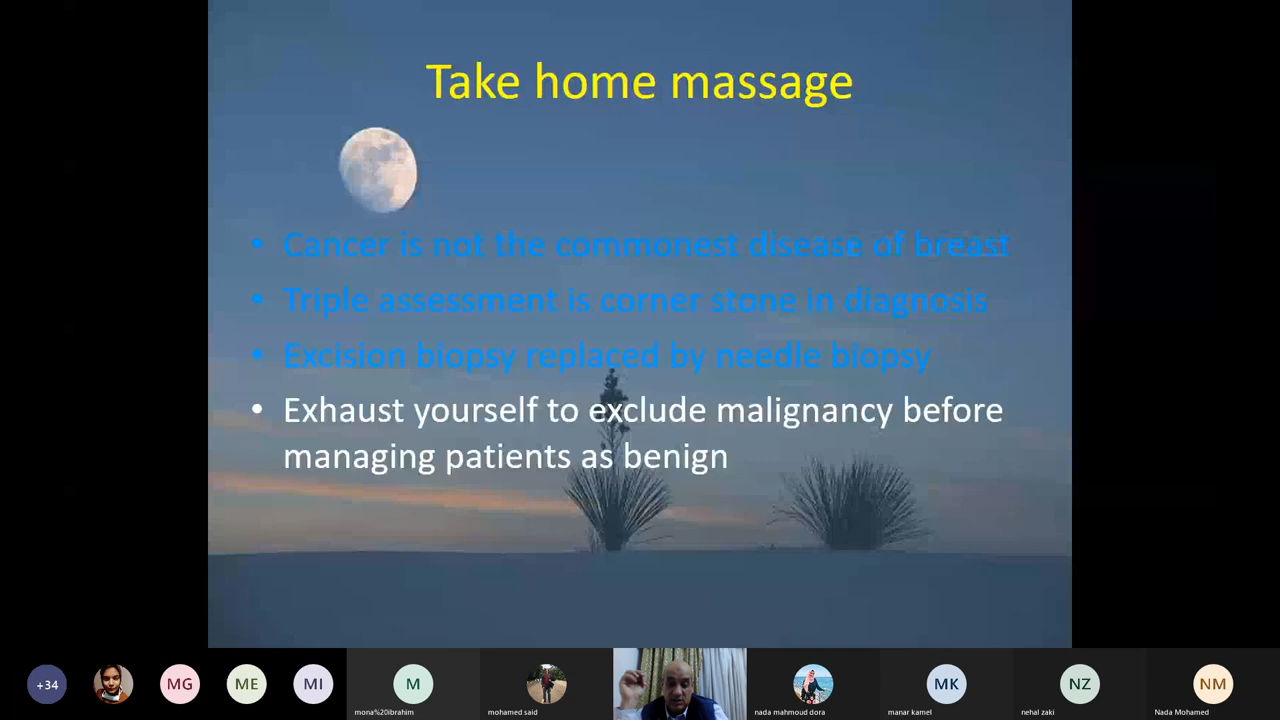 Take home massage
• Cancer is not the commonest disease of breast
• Triple assessment is corner stone in diagnosis
• Excision biopsy replaced by needle biopsy
• Exhaust yourself to exclude malignancy before
managing patients as benign
+34
MG
ME
MI
M
MK
NZ
NM
mona%20ibrahim
mohamed said
nada mahmoud dora
manar kamel
nehal zaki
Nada Mohamed